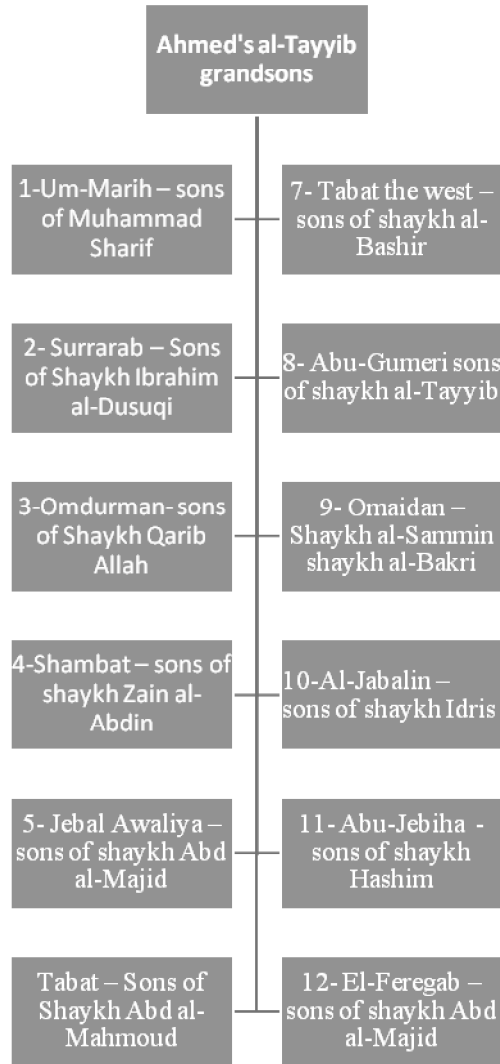 Ahmed's al-Tayyib
grandsons
1-Um-Marih – sons
of Muhammad
Sharif
2- Surrarab – Sons
of Shaykh Ibrahim
al-Dusuqi
3-Omdurman- sons
of Shaykh Qarib
Allah
4-Shambat – sons of
shaykh Zain al-
Abdin
5- Jebal Awaliya –
sons of shaykh Abd
al-Majid
Tabat – Sons of
Shaykh Abd al-
Mahmoud
7- Tabat the west –
sons of shaykh al-
Bashir
8- Abu-Gumeri sons
of shaykh al-Tayyib
9- Omaidan –
Shaykh al-Sammin
shaykh al-Bakri
10-Al-Jabalin –
sons of shaykh Idris
11- Abu-Jebiha -
sons of shaykh
Hashim
12- El-Feregab –
sons of shaykh Abd
al-Majid